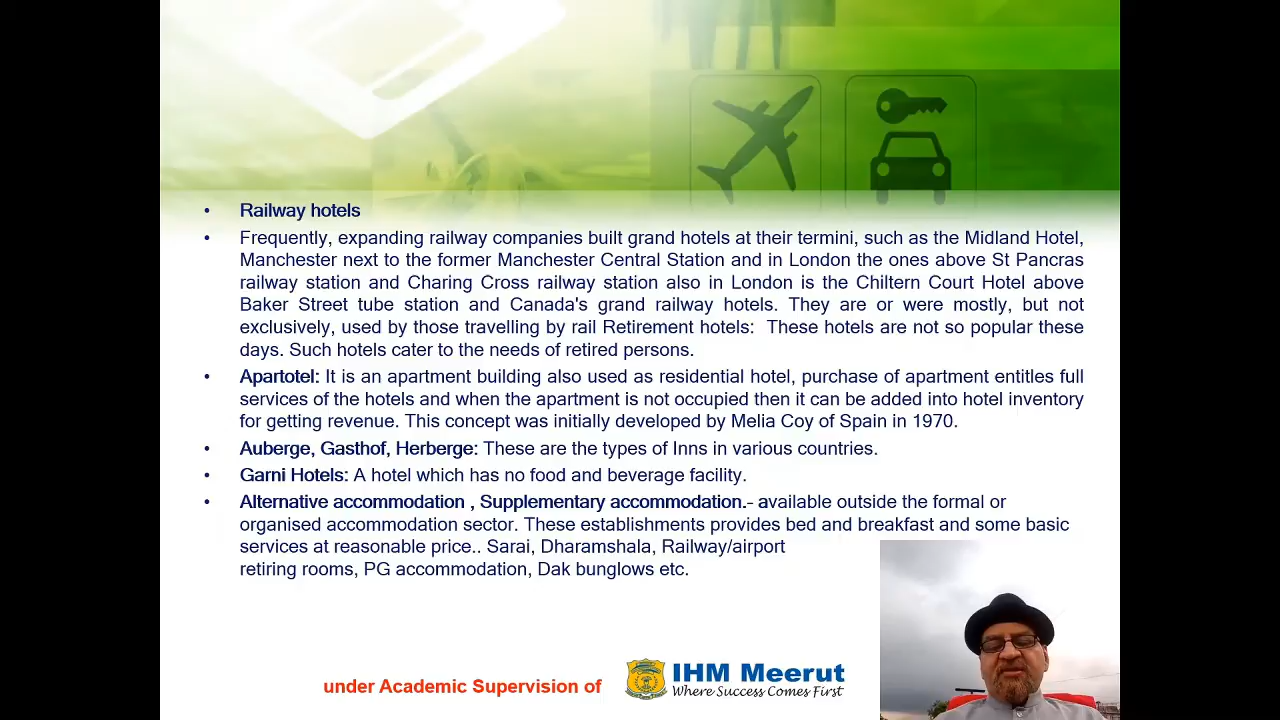 • Railway hotels
• Frequently, expanding railway companies built grand hotels at their termini, such as the Midland Hotel,
Manchester next to the former Manchester Central Station and in London the ones above St Pancras
railway station and Charing Cross railway station also in London is the Chiltern Court Hotel above
Baker Street tube station and Canada's grand railway hotels. They are or were mostly, but not
exclusively, used by those travelling by rail Retirement hotels: These hotels are not so popular these
days. Such hotels cater to the needs of retired persons.
• Apartotel: It is an apartment building also used as residential hotel, purchase of apartment entitles full
services of the hotels and when the apartment is not occupied then it can be added into hotel inventory
for getting revenue. This concept was initially developed by Melia Coy of Spain in 1970.
• Auberge, Gasthof, Herberge: These are the types of Inns in various countries.
• Garni Hotels: A hotel which has no food and beverage facility.
• Alternative accommodation , Supplementary accommodation.- available outside the formal or
organised accommodation sector. These establishments provides bed and breakfast and some basic
services at reasonable price.. Sarai, Dharamshala, Railway/airport
retiring rooms, PG accommodation, Dak bunglows etc.
under Academic Supervision of
IHM Meerut
Where Success Comes First